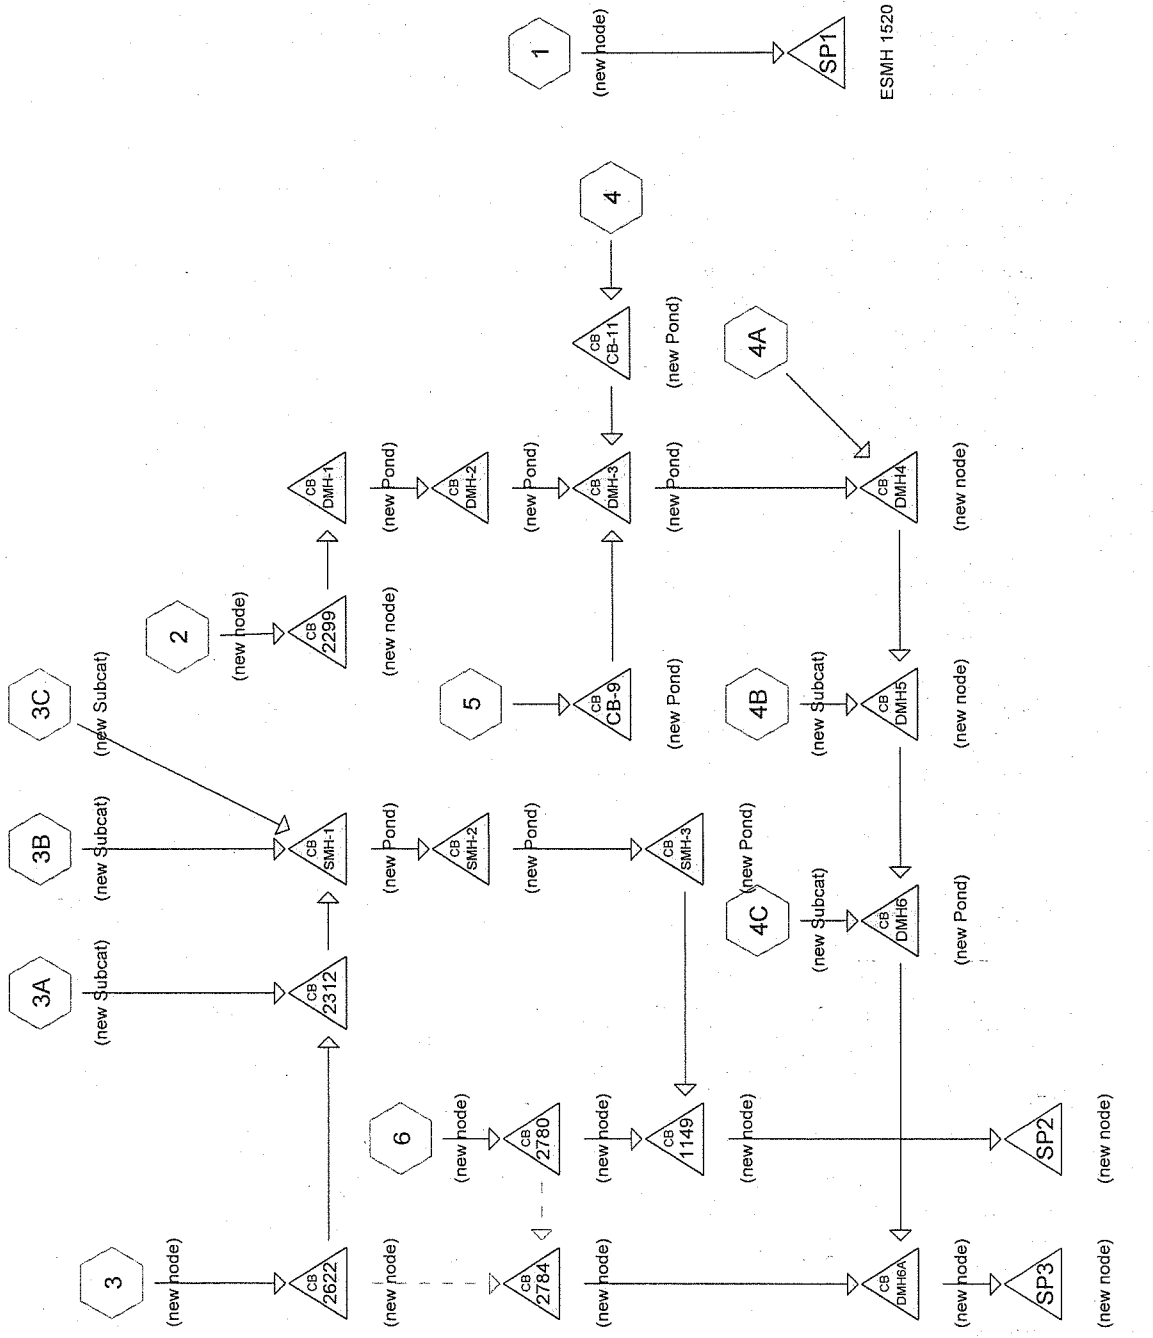 3A
3B
3C
(new Subcat)
(new Subcat)
(new Subcat)
3
(new node)
2
(new node)
CB
2622
CB
2312
CB
SMH-1
CB
2299
CB
DMH-1
(new node)
(new Pond)
(new node)
(new Pond)
6
(new node)
CB
SMH-2
5
CB
DMH-2
CB
2784
CB
2780
(new Pond)
(new Pond)
1
(new node)
(new node)
(new node)
CB
CB-9
CB
DMH-3
CB
CB-11
4
CB
1149
CB
SMH-3
(new Pond)
(new Pond)
(new Pond)
(new node)
(new Pond)
4C
4B
4A
(new Subcat)
(new Subcat)
SP1
CB
DMH6A
CB
DMH6
CB
DMH5
CB
DMH4
ESMH 1520
(new node)
(new Pond)
(new node)
(new node)
SP3
SP2
(new node)
(new node)